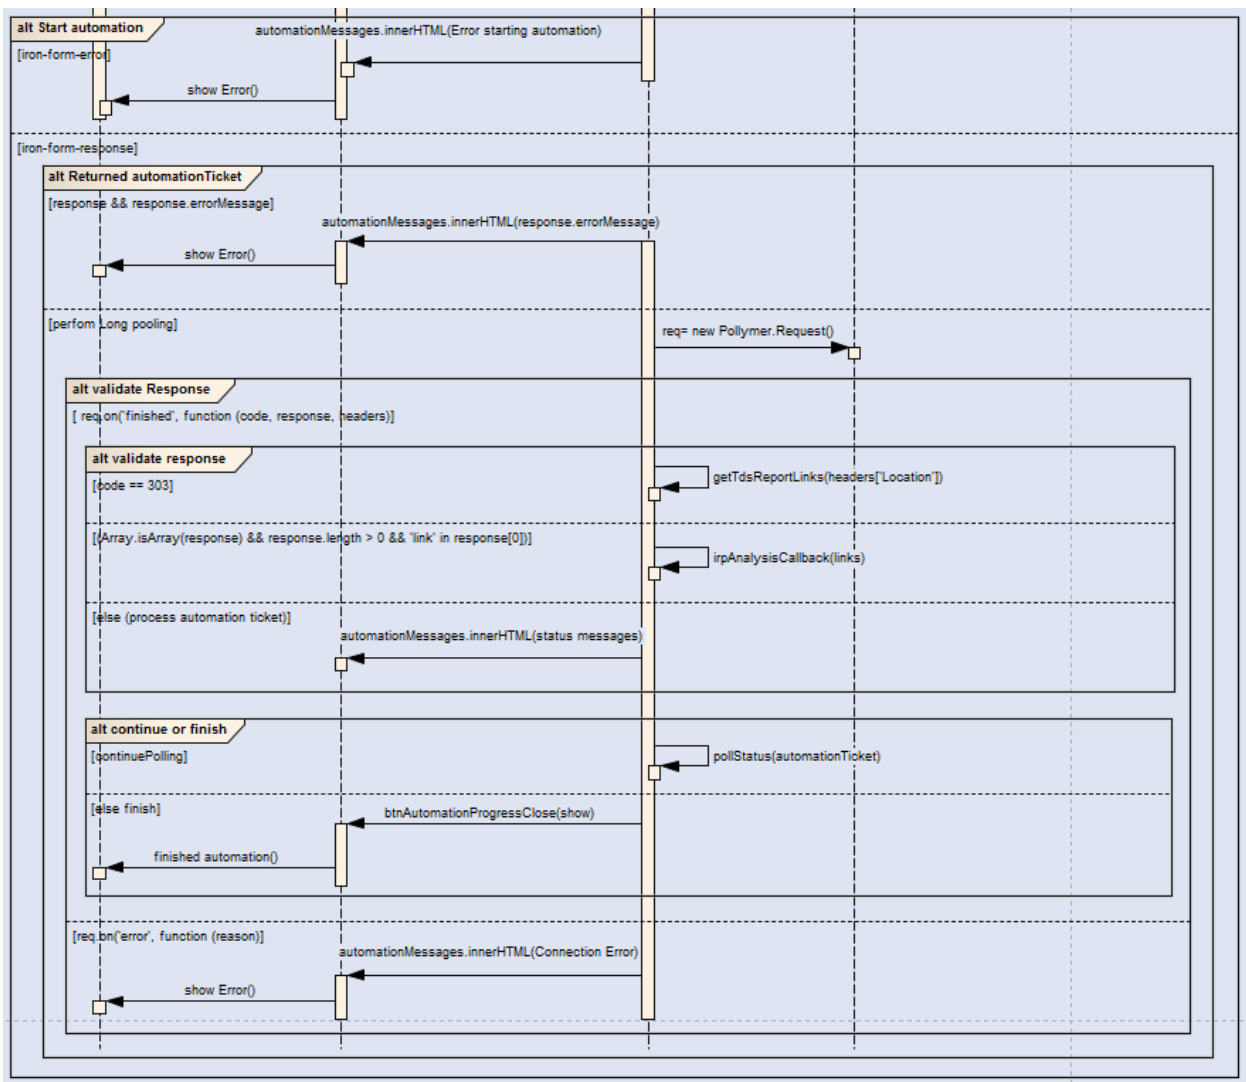 alt Start automation
automationMessages.innerHTML(Error starting automation)
[iron-form-error]
show Error()
[iron-form-response]
alt Returned automationTicket
[response && response.errorMessage]
automationMessages.innerHTML(response.errorMessage)
show Error()
[perfom Long pooling]
req= new Pollymer.Request()
alt validate Response
[ req.on('finished', function (code, response, headers)]
alt validate response
getTdsReportLinks(headers['Location'])
[code == 303]
[(Array.isArray(response) && response.length > 0 && 'link' in response[0])]
irpAnalysisCallback(links)
[else (process automation ticket)]
automationMessages.innerHTML(status messages)
alt continue or finish
[continuePolling]
pollStatus(automationTicket)
[else finish]
btnAutomationProgressClose(show)
finished automation()
[req.on('error', function (reason)]
automationMessages.innerHTML(Connection Error)
show Error()